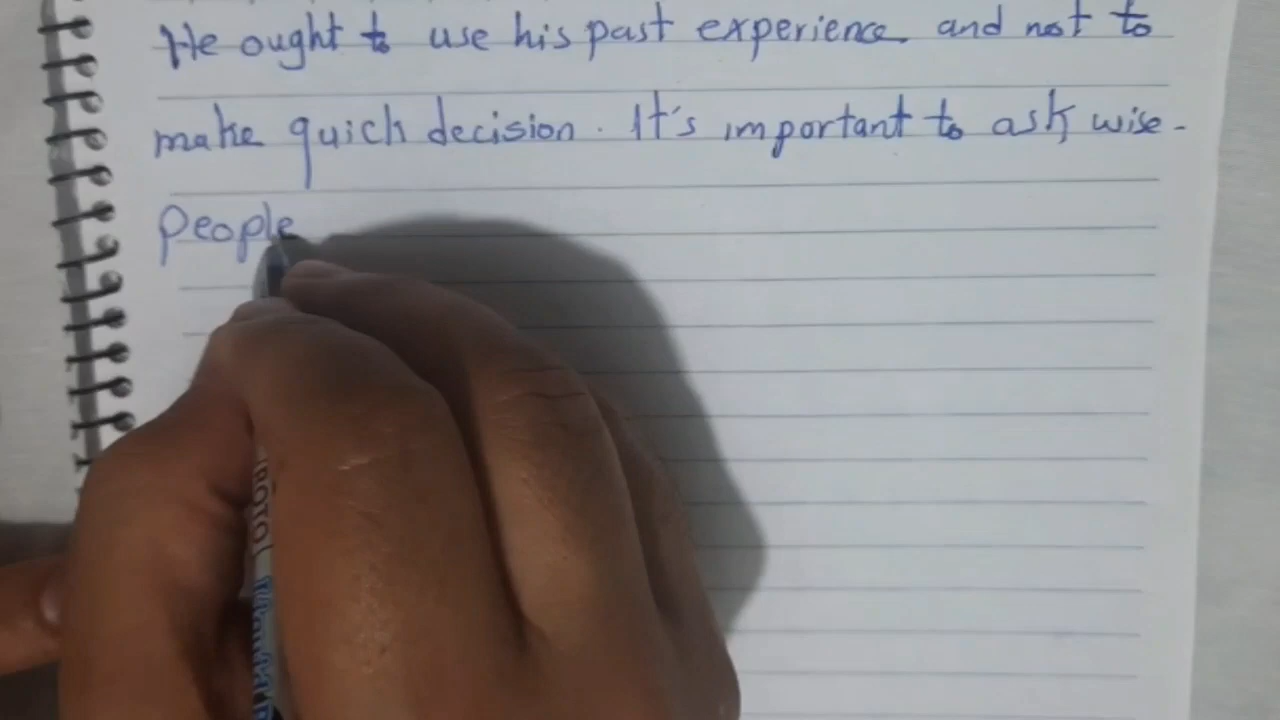 He ought to use his past experience. and not to
make quick decision. It's important to ask wise-
people